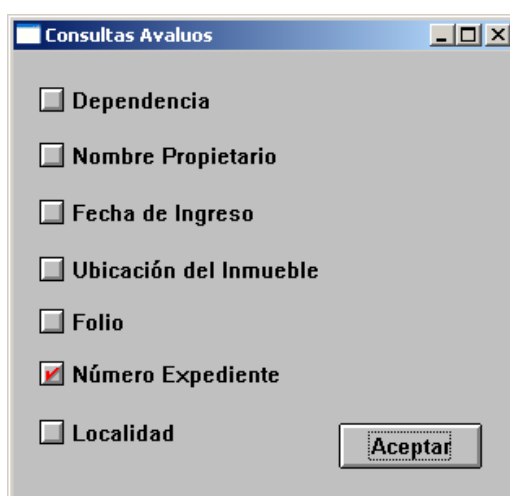 Consultas Avaluos
Dependencia
Nombre Propietario
Fecha de Ingreso
Ubicación del Inmueble
Folio
Número Expediente
Localidad
Aceptar